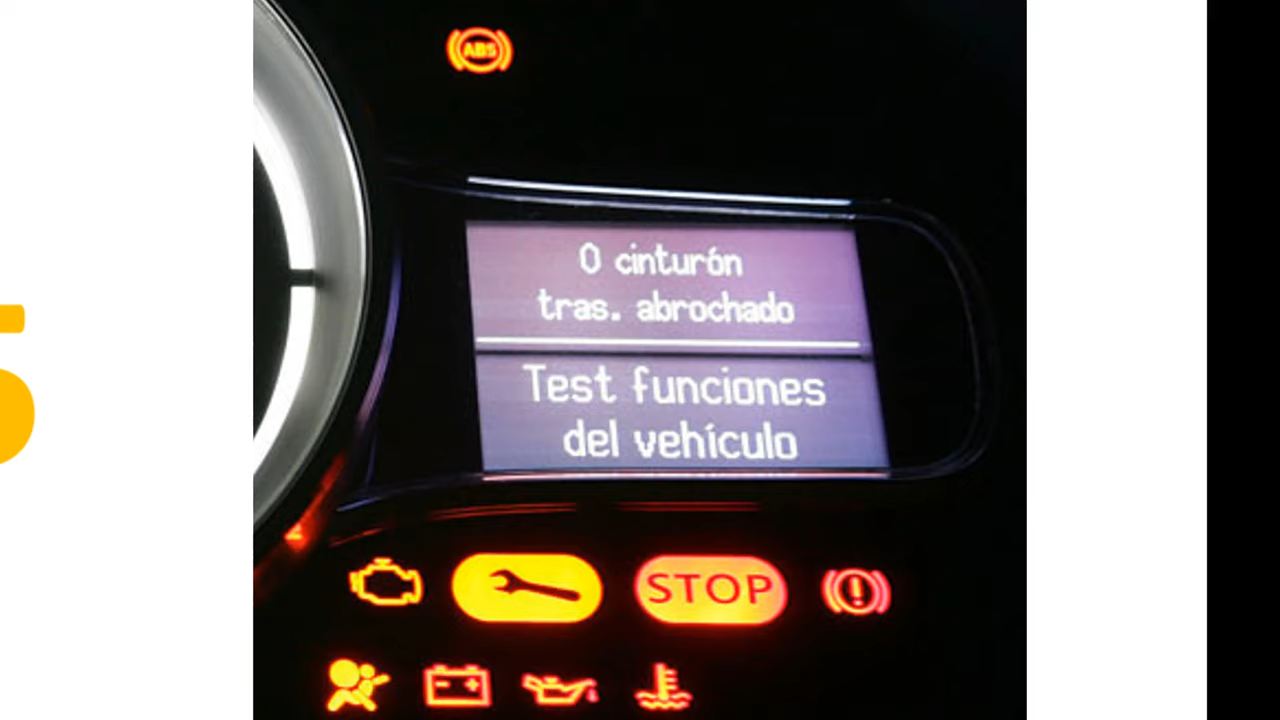 ABS
0 cinturón
tras. abrochado
Test funciones
del vehículo
STOP